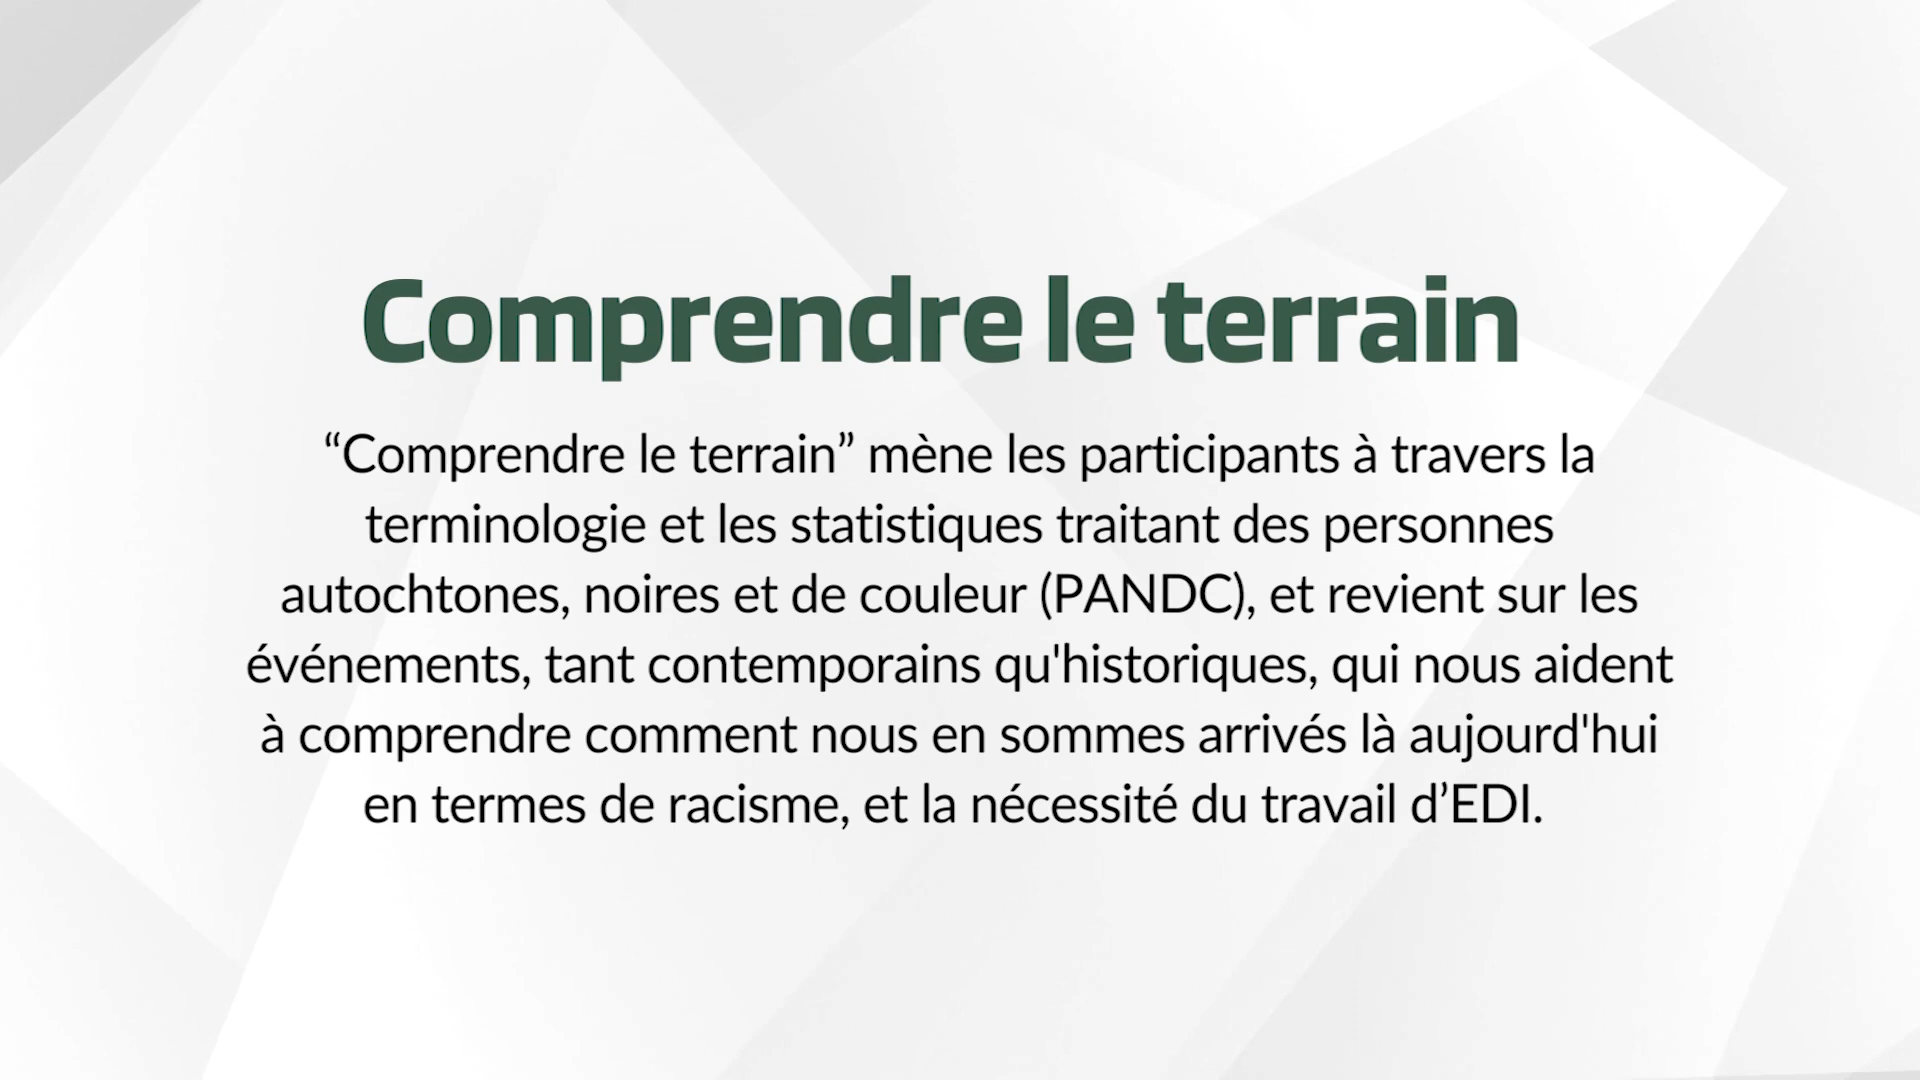 Comprendre le terrain
“Comprendre le terrain” mène les participants à travers la
terminologie et les statistiques traitant des personnes
autochtones, noires et de couleur (PANDC), et revient sur les
événements, tant contemporains qu'historiques, qui nous aident
à comprendre comment nous en sommes arrivés là aujourd'hui
en termes de racisme, et la nécessité du travail d’EDI.